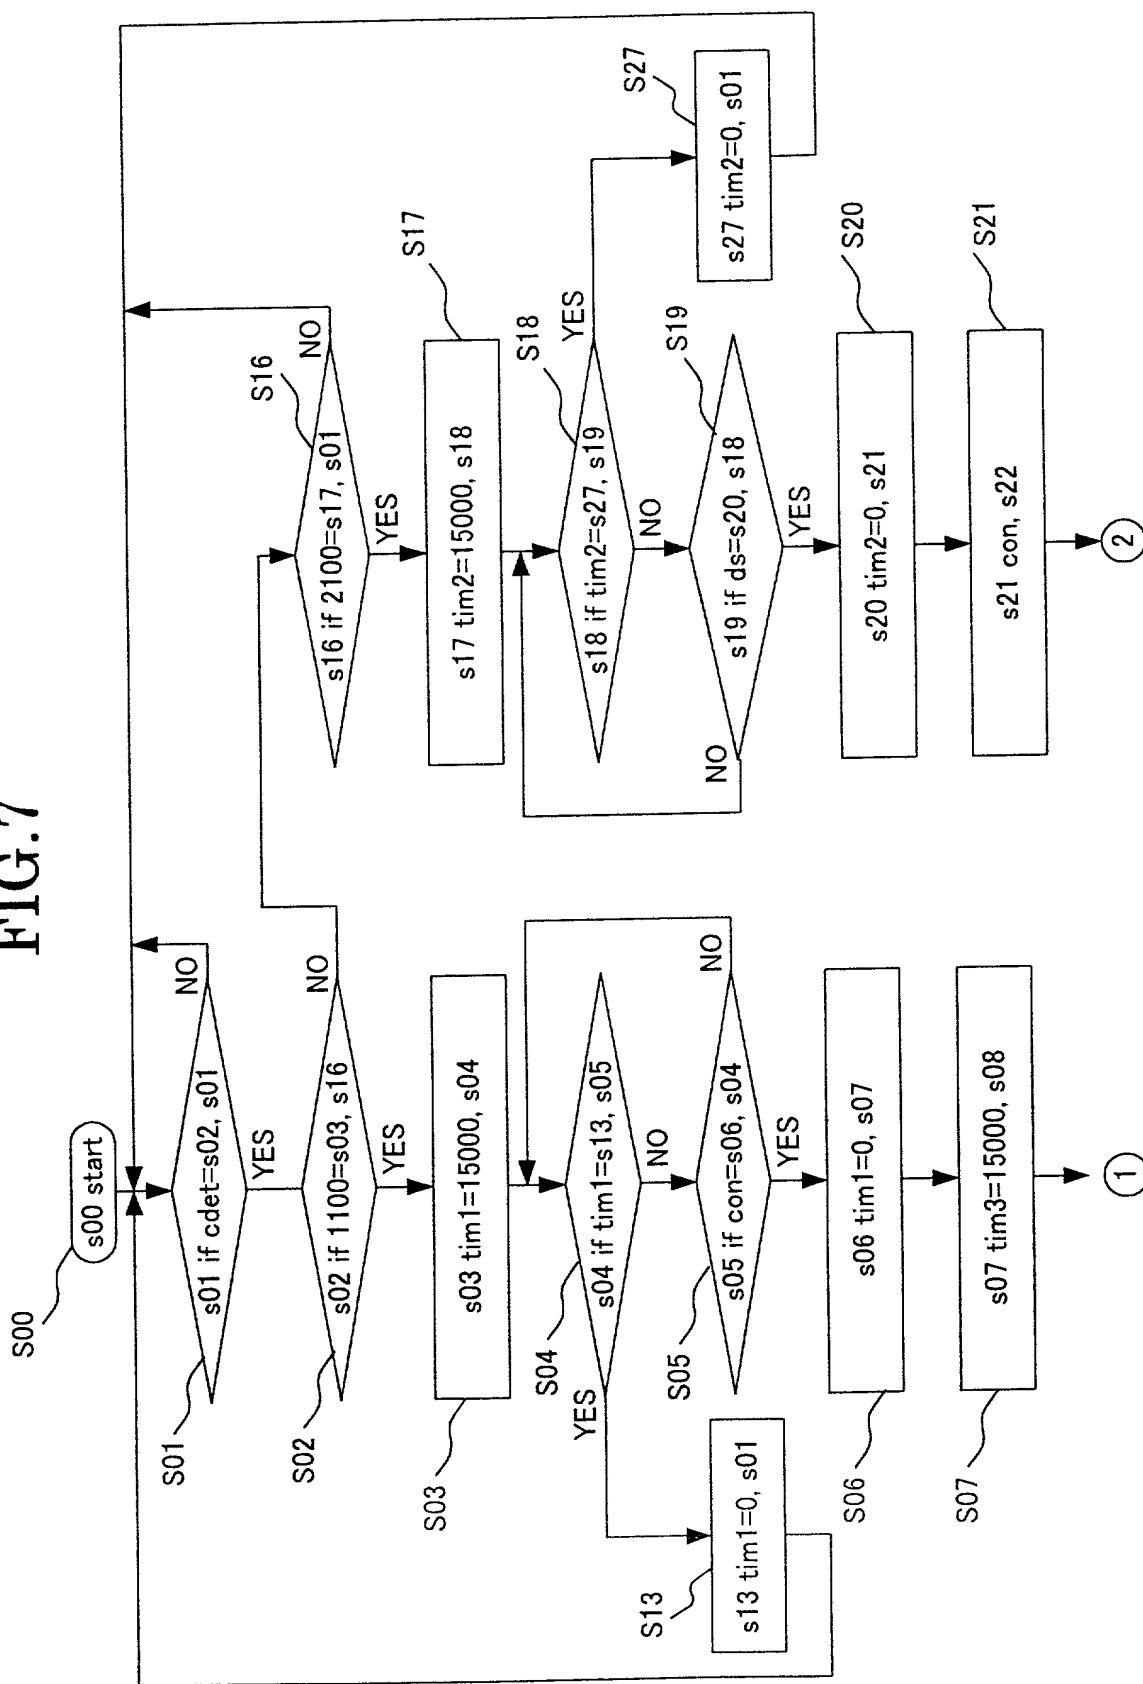 FIG.7
S00
s00 start
S01
s01 if cdet=s02, s01
NO
YES
S02
s02 if 1100=s03, s16
NO
YES
S03
s03 tim1=15000, s04
S04
s04 if tim1=s13, s05
YES
NO
S05
s05 if con=s06, s04
NO
YES
S13
s13 tim1=0, s01
S06
s06 tim1=0, s07
S07
s07 tim3=15000, s08
1
S16
s16 if 2100=s17, s01
NO
YES
S17
s17 tim2=15000, s18
S18
s18 if tim2=s27, s19
YES
NO
S19
s19 if ds=s20, s18
NO
YES
S27
s27 tim2=0, s01
S20
s20 tim2=0, s21
S21
s21 con, s22
2